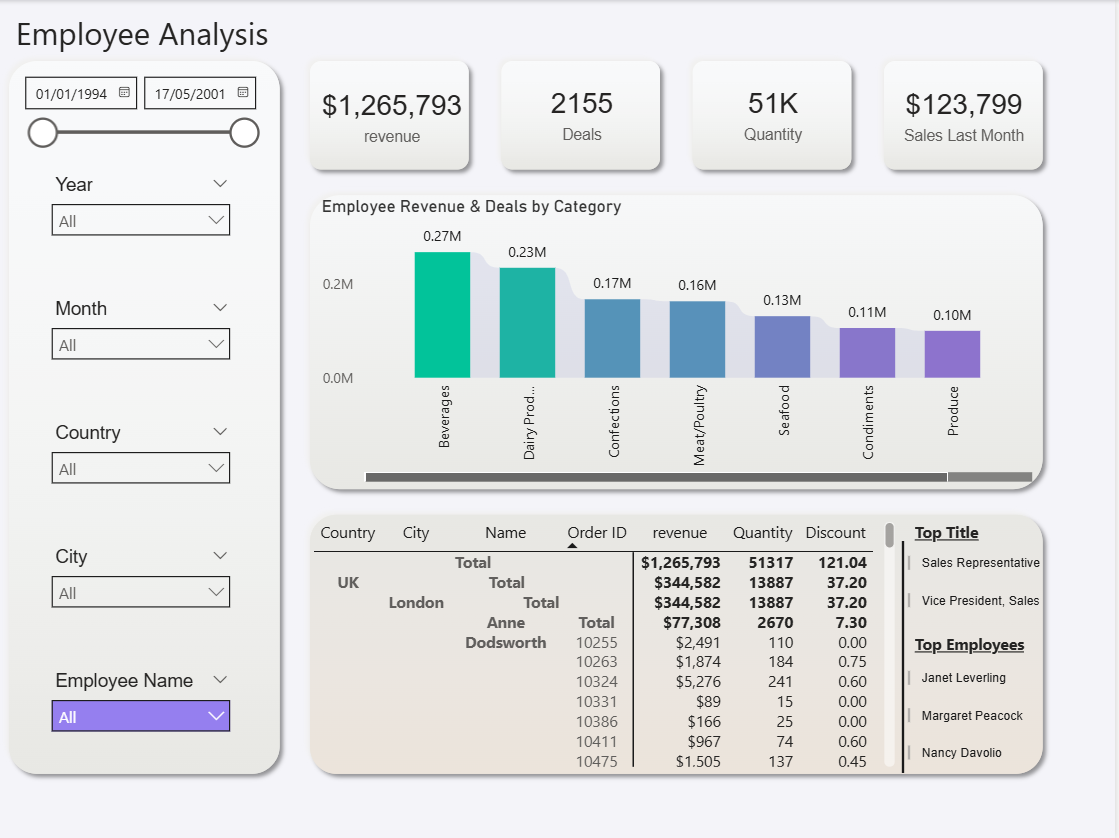 Employee Analysis
01/01/1994 17/05/2001
Year
All
Month
All
Country
All
City
All
Employee Name
All
$1,265,793
revenue
2155
Deals
51K
Quantity
$123,799
Sales Last Month
Employee Revenue & Deals by Category
0.2M
0.0M
0.27M 0.23M 0.17M 0.16M 0.13M 0.11M 0.10M
Beverages
Dairy Prod...
Confections
Meat/Poultry
Seafood
Condiments
Produce
Country City Name Order ID revenue Quantity Discount
Total $1,265,793 51317 121.04
UK Total $344,582 13887 37.20
London Total $344,582 13887 37.20
Anne Total $77,308 2670 7.30
Dodsworth 10255 $2,491 110 0.00
10263 $1,874 184 0.75
10324 $5,276 241 0.60
10331 $89 15 0.00
10386 $166 25 0.00
10411 $967 74 0.60
10475 $1.505 137 0.45
Top Title
Sales Representative
Vice President, Sales
Top Employees
Janet Leverling
Margaret Peacock
Nancy Davolio